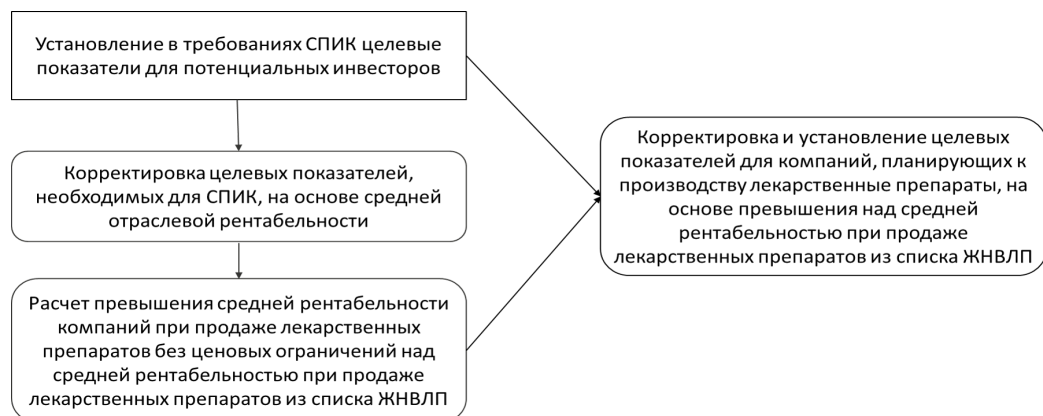 Установление в требованиях СПИК целевые
показатели для потенциальных инвесторов
Корректировка целевых показателей,
необходимых для СПИК, на основе средней
отраслевой рентабельности
Расчет превышения средней рентабельности
компаний при продаже лекарственных
препаратов без ценовых ограничений над
средней рентабельностью при продаже
лекарственных препаратов из списка ЖНВЛП
Корректировка и установление целевых
показателей для компаний, планирующих к
производству лекарственные препараты, на
основе превышения над средней
рентабельностью при продаже
лекарственных препаратов из списка ЖНВЛП